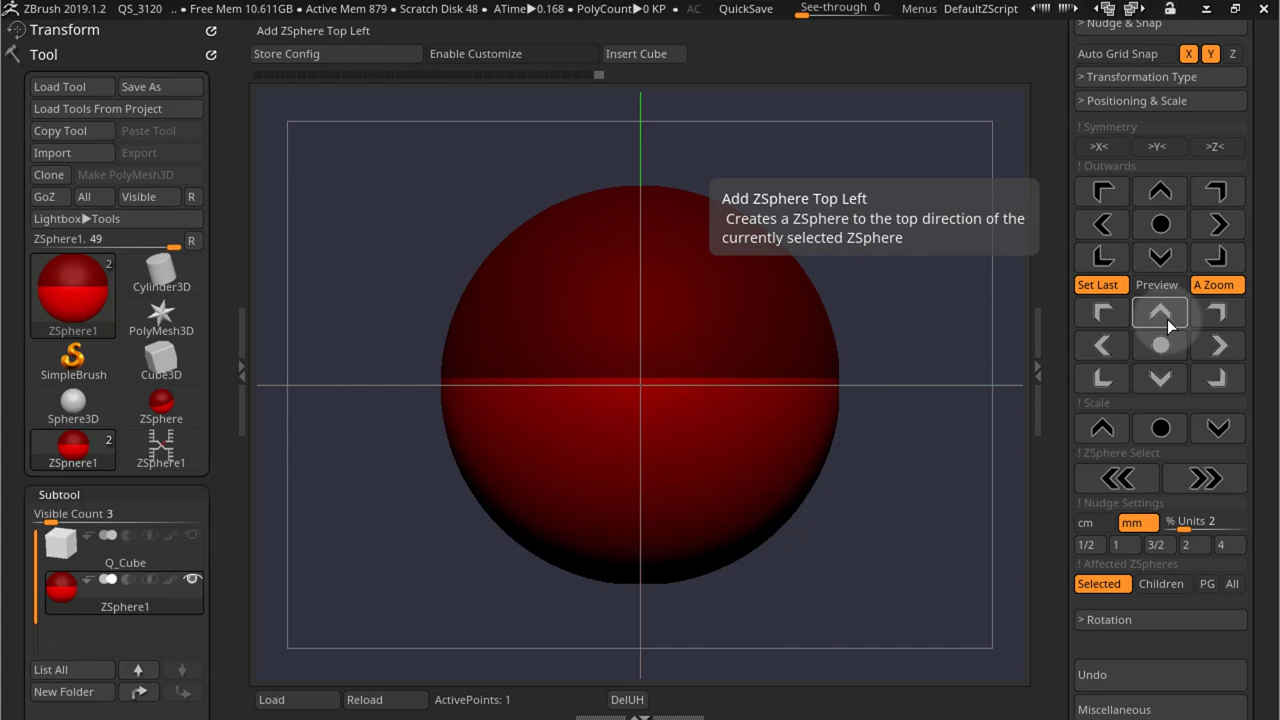 ZBrush 2019.1.2 QS_3120 .. • Free Mem 10.611GB • Active Mem 879 • Scratch Disk 48 • ATime▶0.168 • PolyCount▶0 KP • AC QuickSave See-through 0 Menus DefaultZScript
Transform
Tool
Load Tool Save As
Load Tools From Project
Copy Tool Paste Tool
Import Export
Clone Make PolyMesh3D
GoZ All Visible R
Lightbox▶Tools
ZSphere1. 49 R
2
ZSphere1
Cylinder3D
PolyMesh3D
SimpleBrush
Cube3D
Sphere3D
ZSphere
2
ZSphere1
ZSphere1
Subtool
Visible Count 3
Q_Cube
ZSphere1
List All
New Folder
Add ZSphere Top Left
Store Config Enable Customize Insert Cube
Add ZSphere Top Left
Creates a ZSphere to the top direction of the
currently selected ZSphere
Load Reload ActivePoints: 1 DelUH
> Nudge & Snap
Auto Grid Snap X Y Z
> Transformation Type
> Positioning & Scale
! Symmetry
>X< >Y< >Z<
! Outwards
Set Last Preview A Zoom
! Scale
! ZSphere Select
! Nudge Settings
cm mm % Units 2
1/2 1 3/2 2 4
! Affected ZSpheres
Selected Children PG All
> Rotation
Undo
Miscellaneous